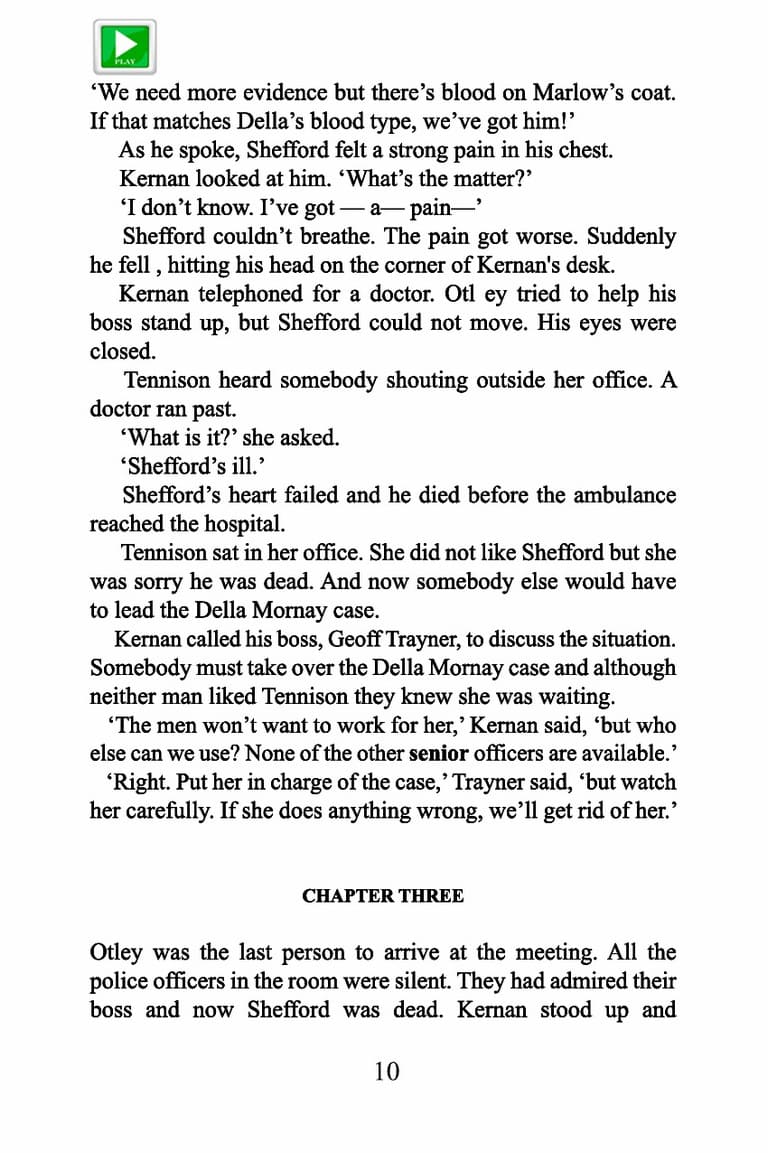 PLAY
‘We need more evidence but there’s blood on Marlow’s coat.
If that matches Della’s blood type, we’ve got him!’
As he spoke, Shefford felt a strong pain in his chest.
Kernan looked at him. ‘What’s the matter?’
‘I don’t know. I’ve got — a— pain—’
Shefford couldn’t breathe. The pain got worse. Suddenly
he fell , hitting his head on the corner of Kernan's desk.
Kernan telephoned for a doctor. Otl ey tried to help his
boss stand up, but Shefford could not move. His eyes were
closed.
Tennison heard somebody shouting outside her office. A
doctor ran past.
‘What is it?’ she asked.
‘Shefford’s ill.’
Shefford’s heart failed and he died before the ambulance
reached the hospital.
Tennison sat in her office. She did not like Shefford but she
was sorry he was dead. And now somebody else would have
to lead the Della Mornay case.
Kernan called his boss, Geoff Trayner, to discuss the situation.
Somebody must take over the Della Mornay case and although
neither man liked Tennison they knew she was waiting.
‘The men won’t want to work for her,’ Kernan said, ‘but who
else can we use? None of the other senior officers are available.’
‘Right. Put her in charge of the case,’ Trayner said, ‘but watch
her carefully. If she does anything wrong, we’ll get rid of her.’
CHAPTER THREE
Otley was the last person to arrive at the meeting. All the
police officers in the room were silent. They had admired their
boss and now Shefford was dead. Kernan stood up and
10